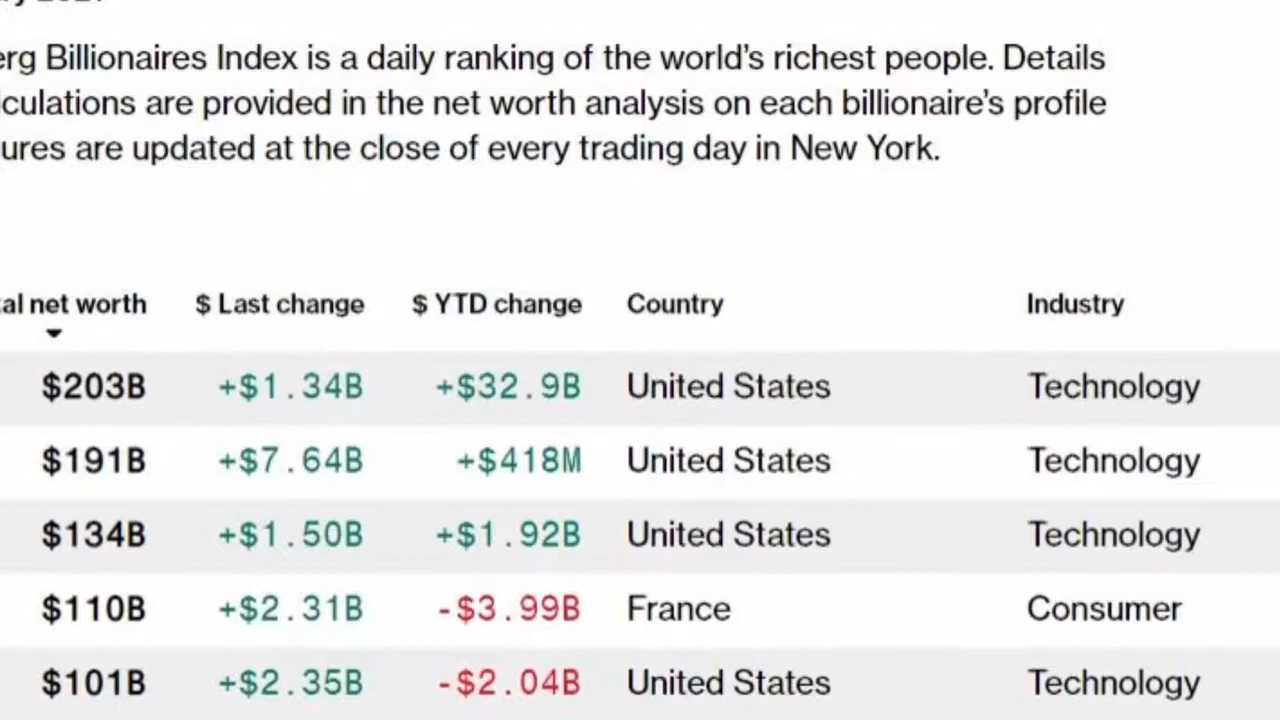 erg Billionaires Index is a daily ranking of the world's richest people. Details
culations are provided in the net worth analysis on each billionaire's profile
ures are updated at the close of every trading day in New York.
al net worth $ Last change $ YTD change Country Industry
$203B +$1.34B +$32.9B United States Technology
$191B +$7.64B +$418M United States Technology
$134B +$1.50B +$1.92B United States Technology
$110B +$2.31B -$3.99B France Consumer
$101B +$2.35B -$2.04B United States Technology